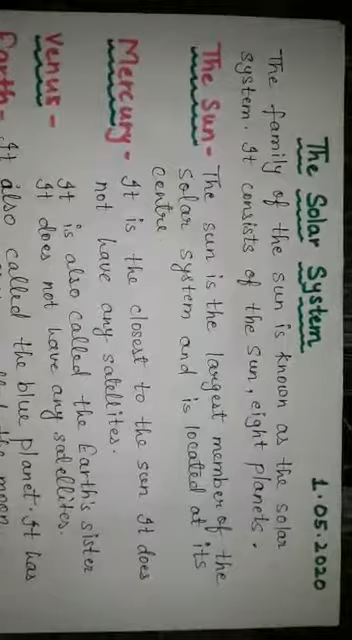 1.05.2020
The Solar System
The family of the sun is known as the solar
system. It consists of the sun, eight planets.
The Sun- The sun is the largest member of the
solar system and is located at its
centre.
Mercury- It is the closest to the sun It does
not have any satellites.
Venus- It is also called the Earth's sister
It does not have any satellites.
Earth- It also called the blue planet. It has
the moon